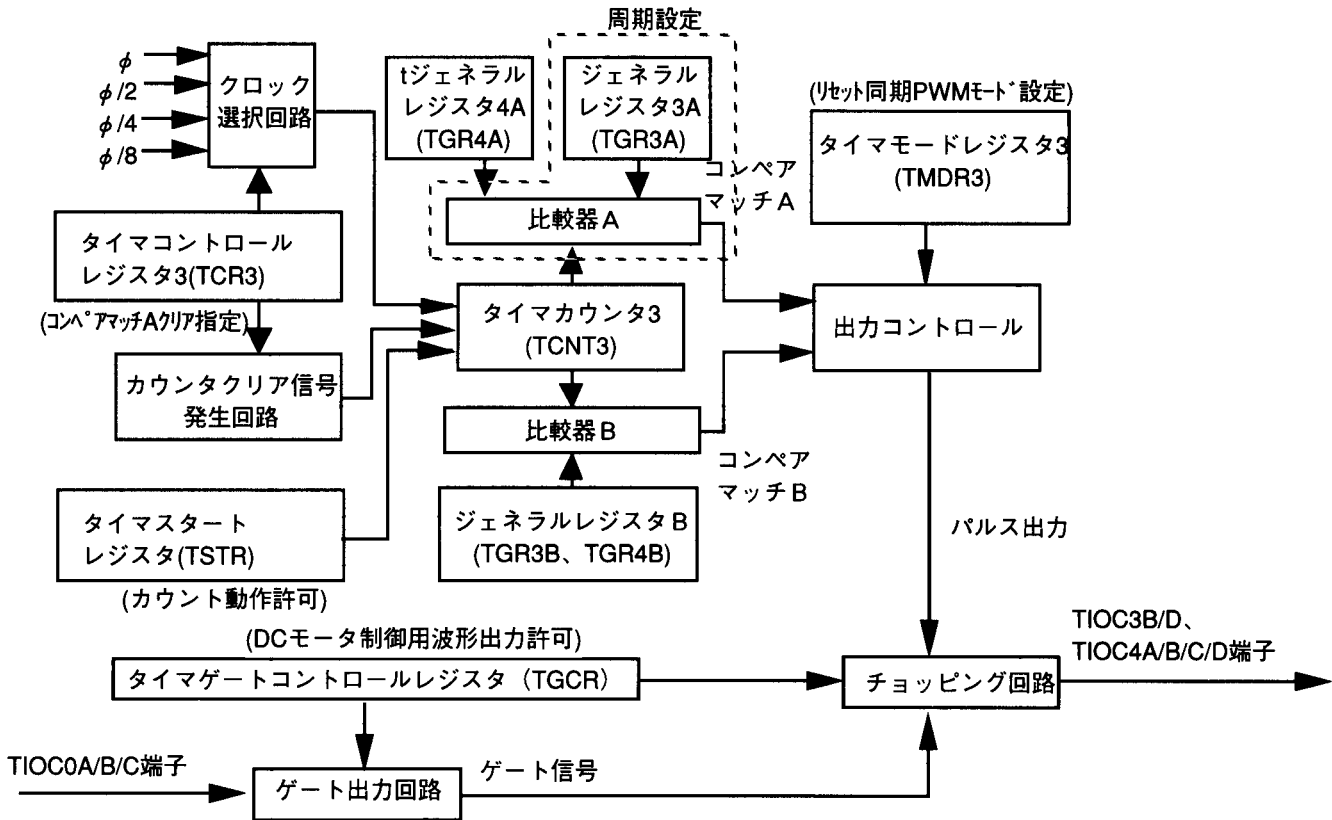 周期設定
φ
φ/2
φ/4
φ/8
クロック
選択回路
tジェネラル
レジスタ4A
(TGR4A)
ジェネラル
レジスタ3A
(TGR3A)
(リセット同期PWMモード設定)
タイマモードレジスタ3
(TMDR3)
コンペア
マッチA
比較器A
タイマコントロール
レジスタ3(TCR3)
(コンペアマッチAクリア指定)
タイマカウンタ3
(TCNT3)
出力コントロール
カウンタクリア信号
発生回路
比較器B
コンペア
マッチB
タイマスタート
レジスタ(TSTR)
(カウント動作許可)
ジェネラルレジスタB
(TGR3B、TGR4B)
パルス出力
(DCモータ制御用波形出力許可)
タイマゲートコントロールレジスタ（TGCR）
チョッピング回路
TIOC3B/D、
TIOC4A/B/C/D端子
TIOC0A/B/C端子
ゲート出力回路
ゲート信号